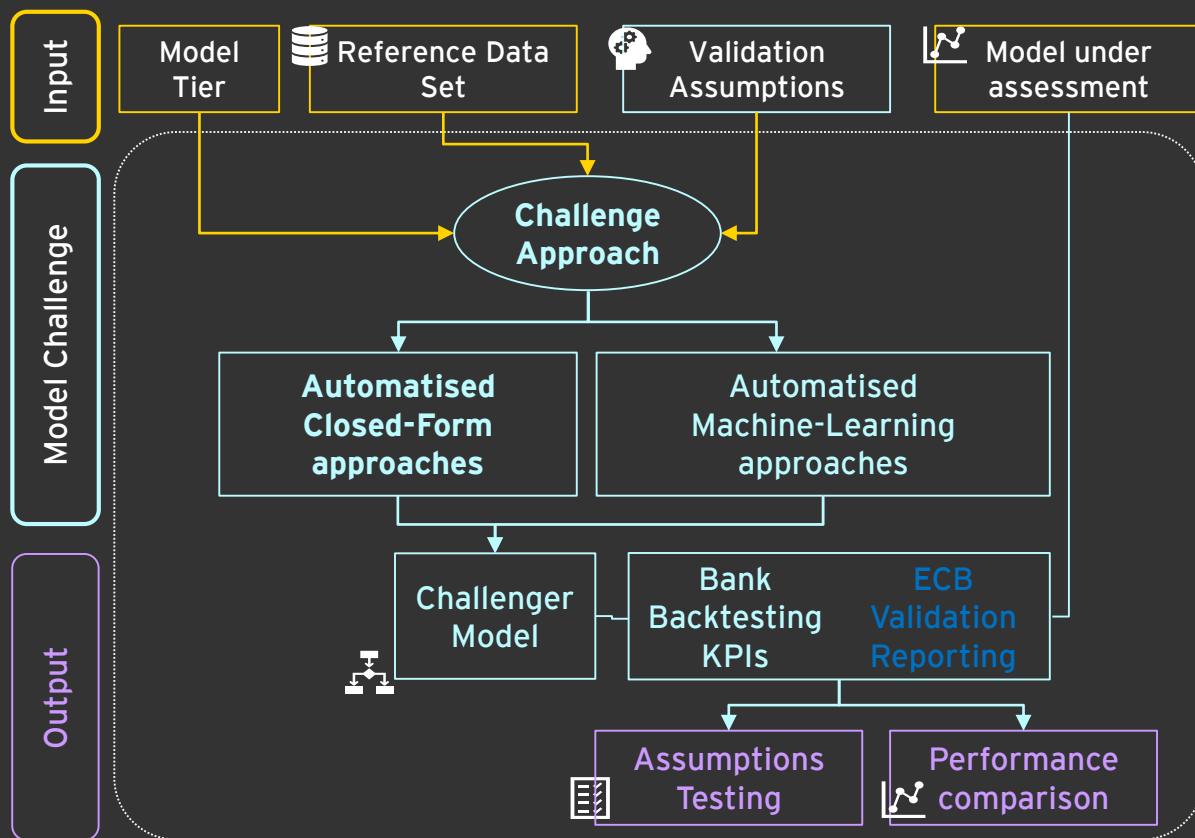 Input
Model
Tier
Reference Data
Set
Validation
Assumptions
Model under
assessment
Model Challenge
Challenge
Approach
Automatised
Closed-Form
approaches
Automatised
Machine-Learning
approaches
Output
Challenger
Model
Bank
Backtesting
KPIs
ECB
Validation
Reporting
Assumptions
Testing
Performance
comparison